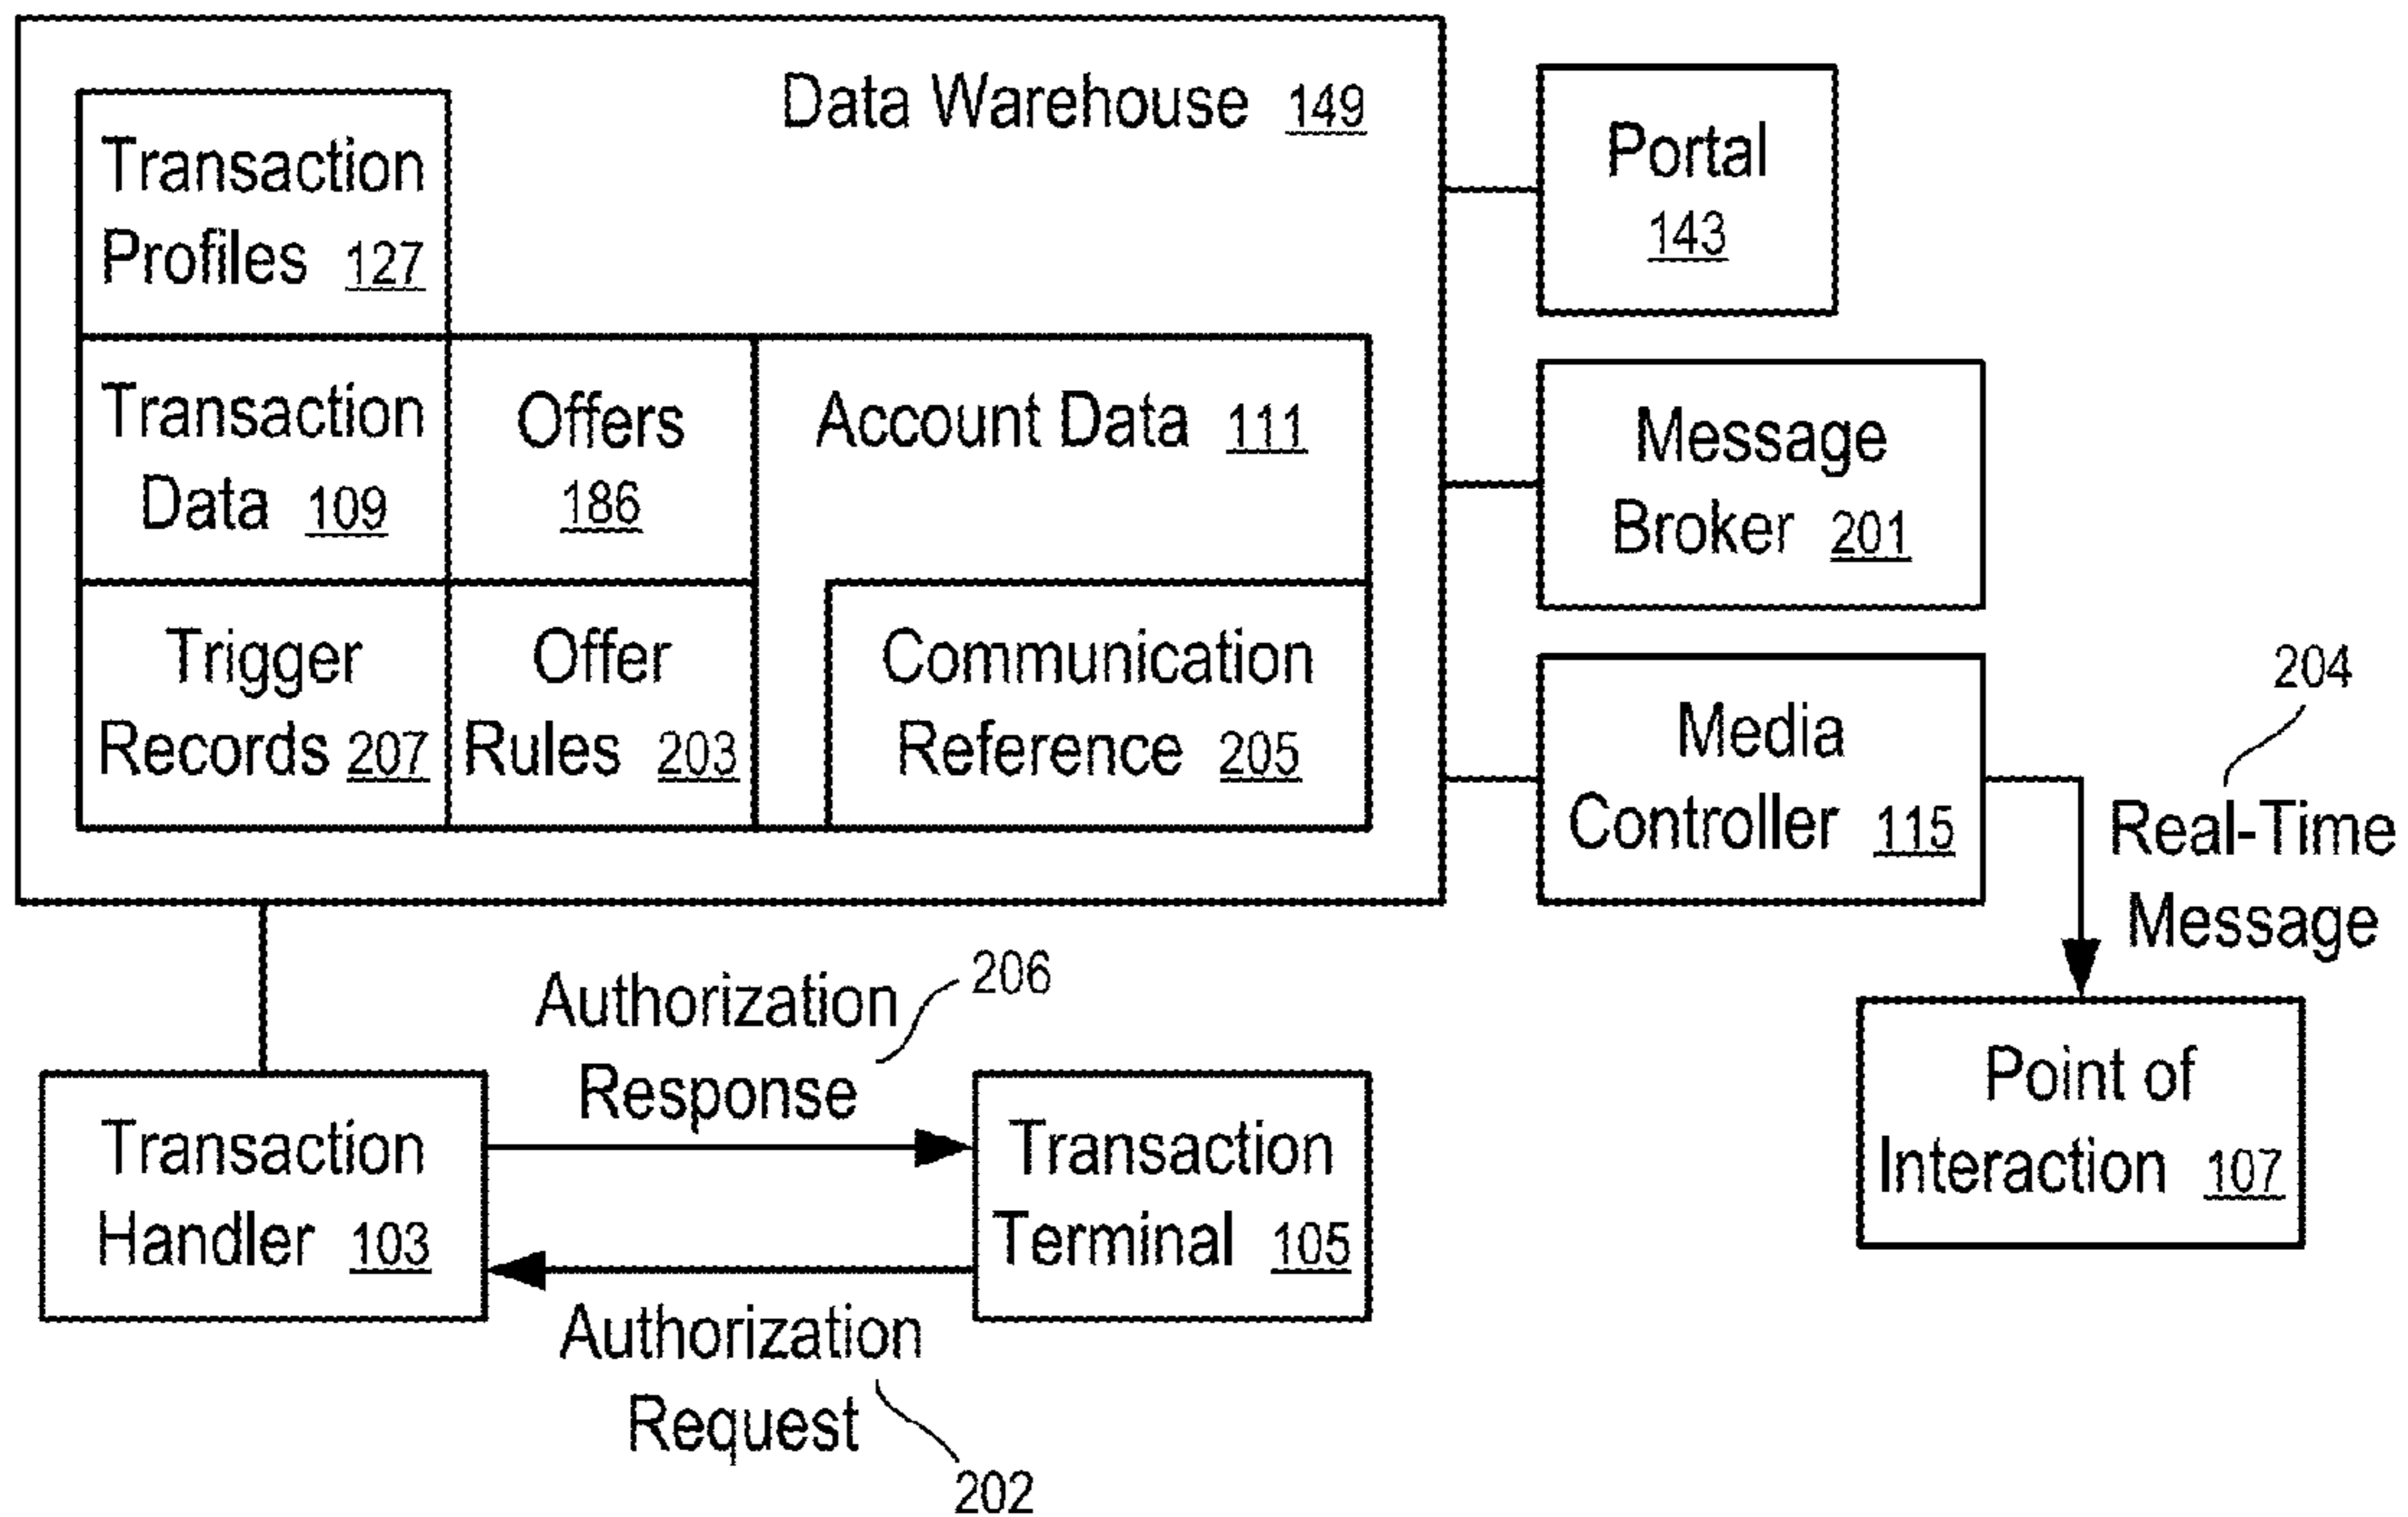 Data Warehouse 149
Transaction
Profiles 127
Transaction
Data 109
Offers
186
Account Data 111
Trigger
Records 207
Offer
Rules 203
Communication
Reference 205
Portal
143
Message
Broker 201
Media
Controller 115
204
Real-Time
Message
Point of
Interaction 107
Authorization
Response
206
Transaction
Handler 103
Transaction
Terminal 105
Authorization
Request
202